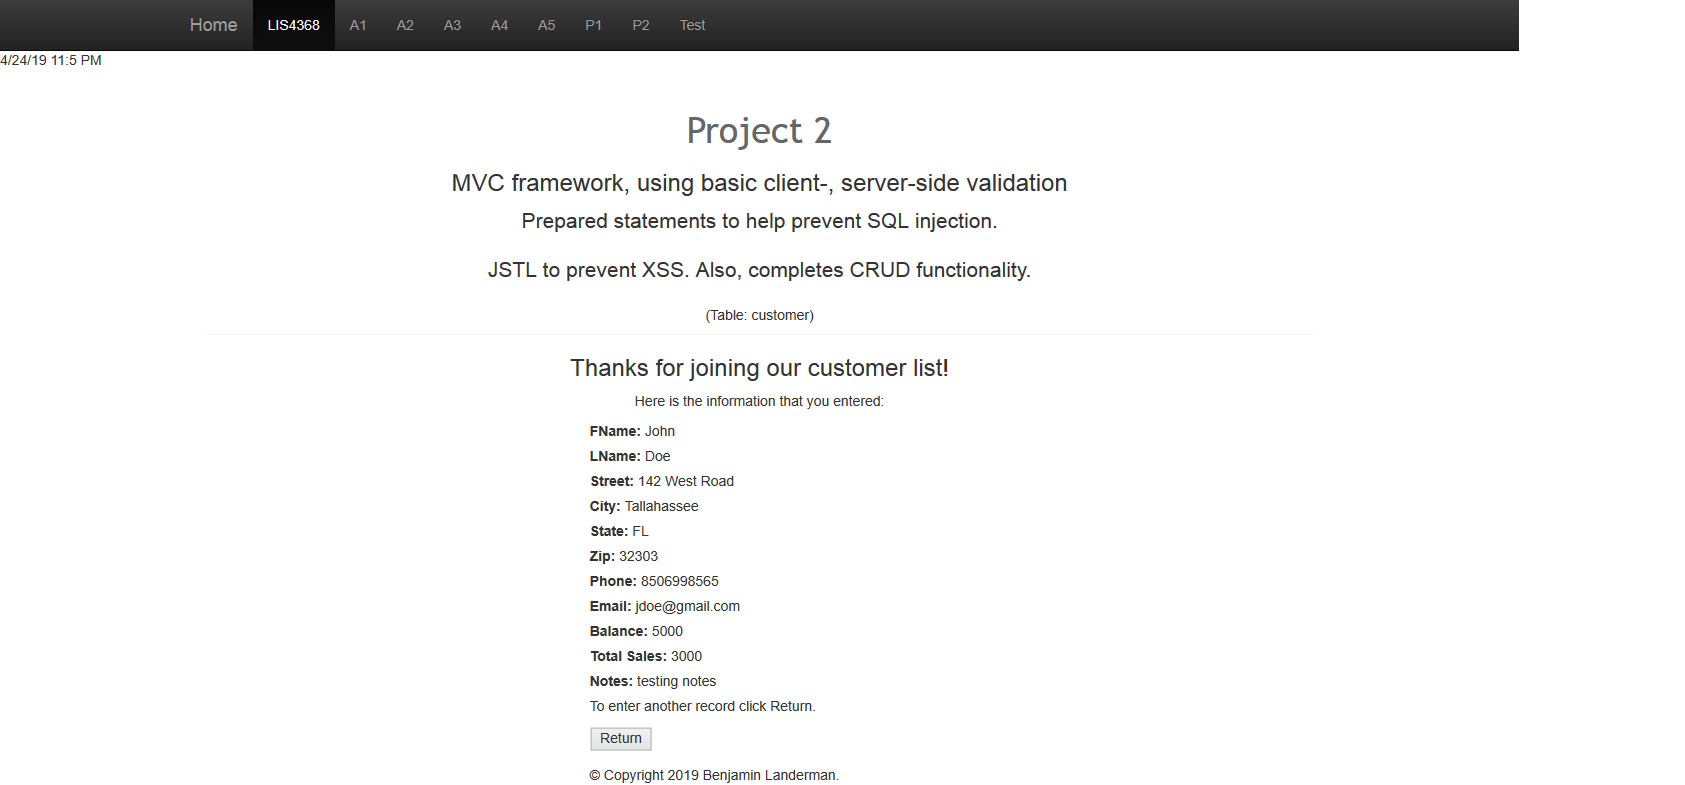 Home LIS4368 A1 A2 A3 A4 A5 P1 P2 Test
4/24/19 11:5 PM
Project 2
MVC framework, using basic client-, server-side validation
Prepared statements to help prevent SQL injection.
JSTL to prevent XSS. Also, completes CRUD functionality.
(Table: customer)
Thanks for joining our customer list!
Here is the information that you entered:
FName: John
LName: Doe
Street: 142 West Road
City: Tallahassee
State: FL
Zip: 32303
Phone: 8506998565
Email: jdoe@gmail.com
Balance: 5000
Total Sales: 3000
Notes: testing notes
To enter another record click Return.
Return
© Copyright 2019 Benjamin Landerman.